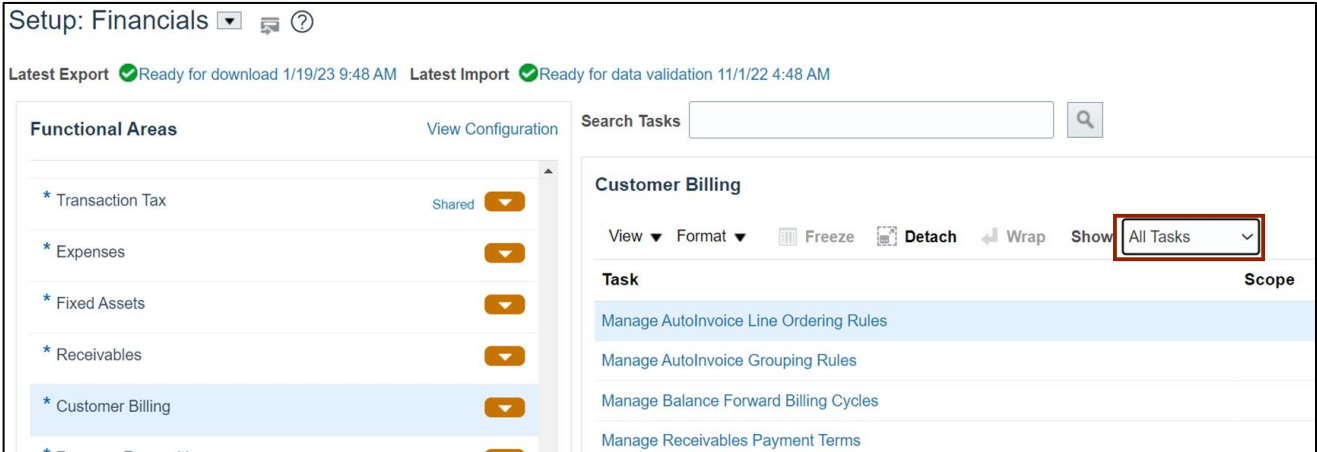 Setup: Financials
Latest Export Ready for download 1/19/23 9:48 AM Latest Import Ready for data validation 11/1/22 4:48 AM
Functional Areas View Configuration
* Transaction Tax Shared
* Expenses
* Fixed Assets
* Receivables
* Customer Billing
Search Tasks
Customer Billing
View Format Freeze Detach Wrap Show All Tasks
Task Scope
Manage AutoInvoice Line Ordering Rules
Manage AutoInvoice Grouping Rules
Manage Balance Forward Billing Cycles
Manage Receivables Payment Terms